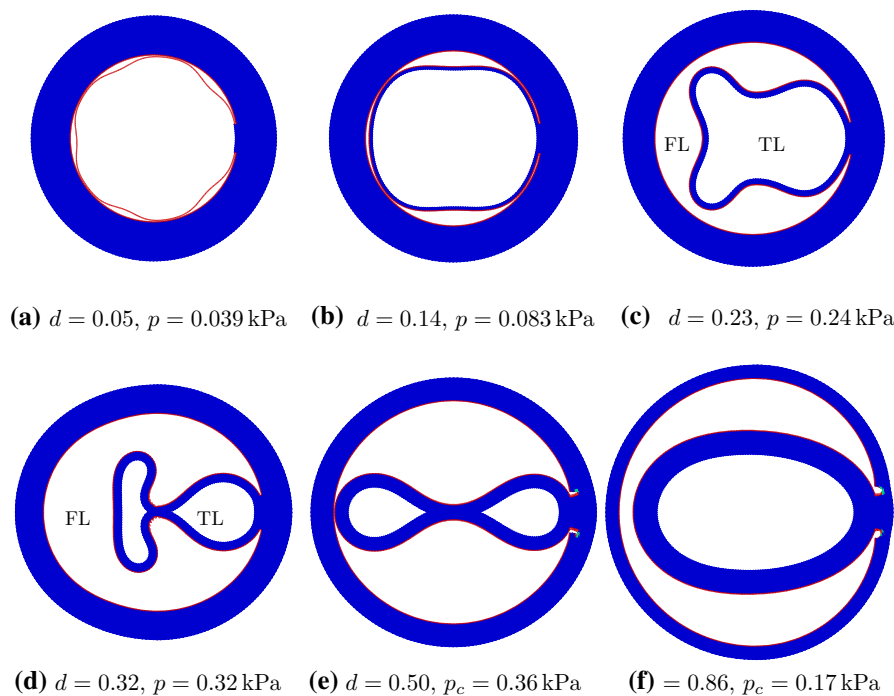 FL TL
(a) d = 0.05, p = 0.039 kPa (b) d = 0.14, p = 0.083 kPa (c) d = 0.23, p = 0.24 kPa
FL TL
(d) d = 0.32, p = 0.32 kPa (e) d = 0.50, p_c = 0.36 kPa (f) = 0.86, p_c = 0.17 kPa